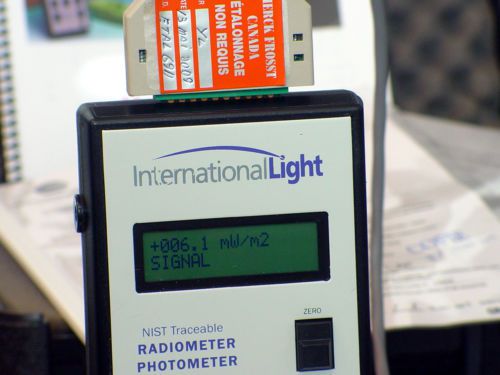 MERCK FROSST
CANADA
ÉTALONNAGE
NON REQUIS
InternationalLight
+006.1 mW/m2
SIGNAL
ZERO
NIST Traceable
RADIOMETER
PHOTOMETER